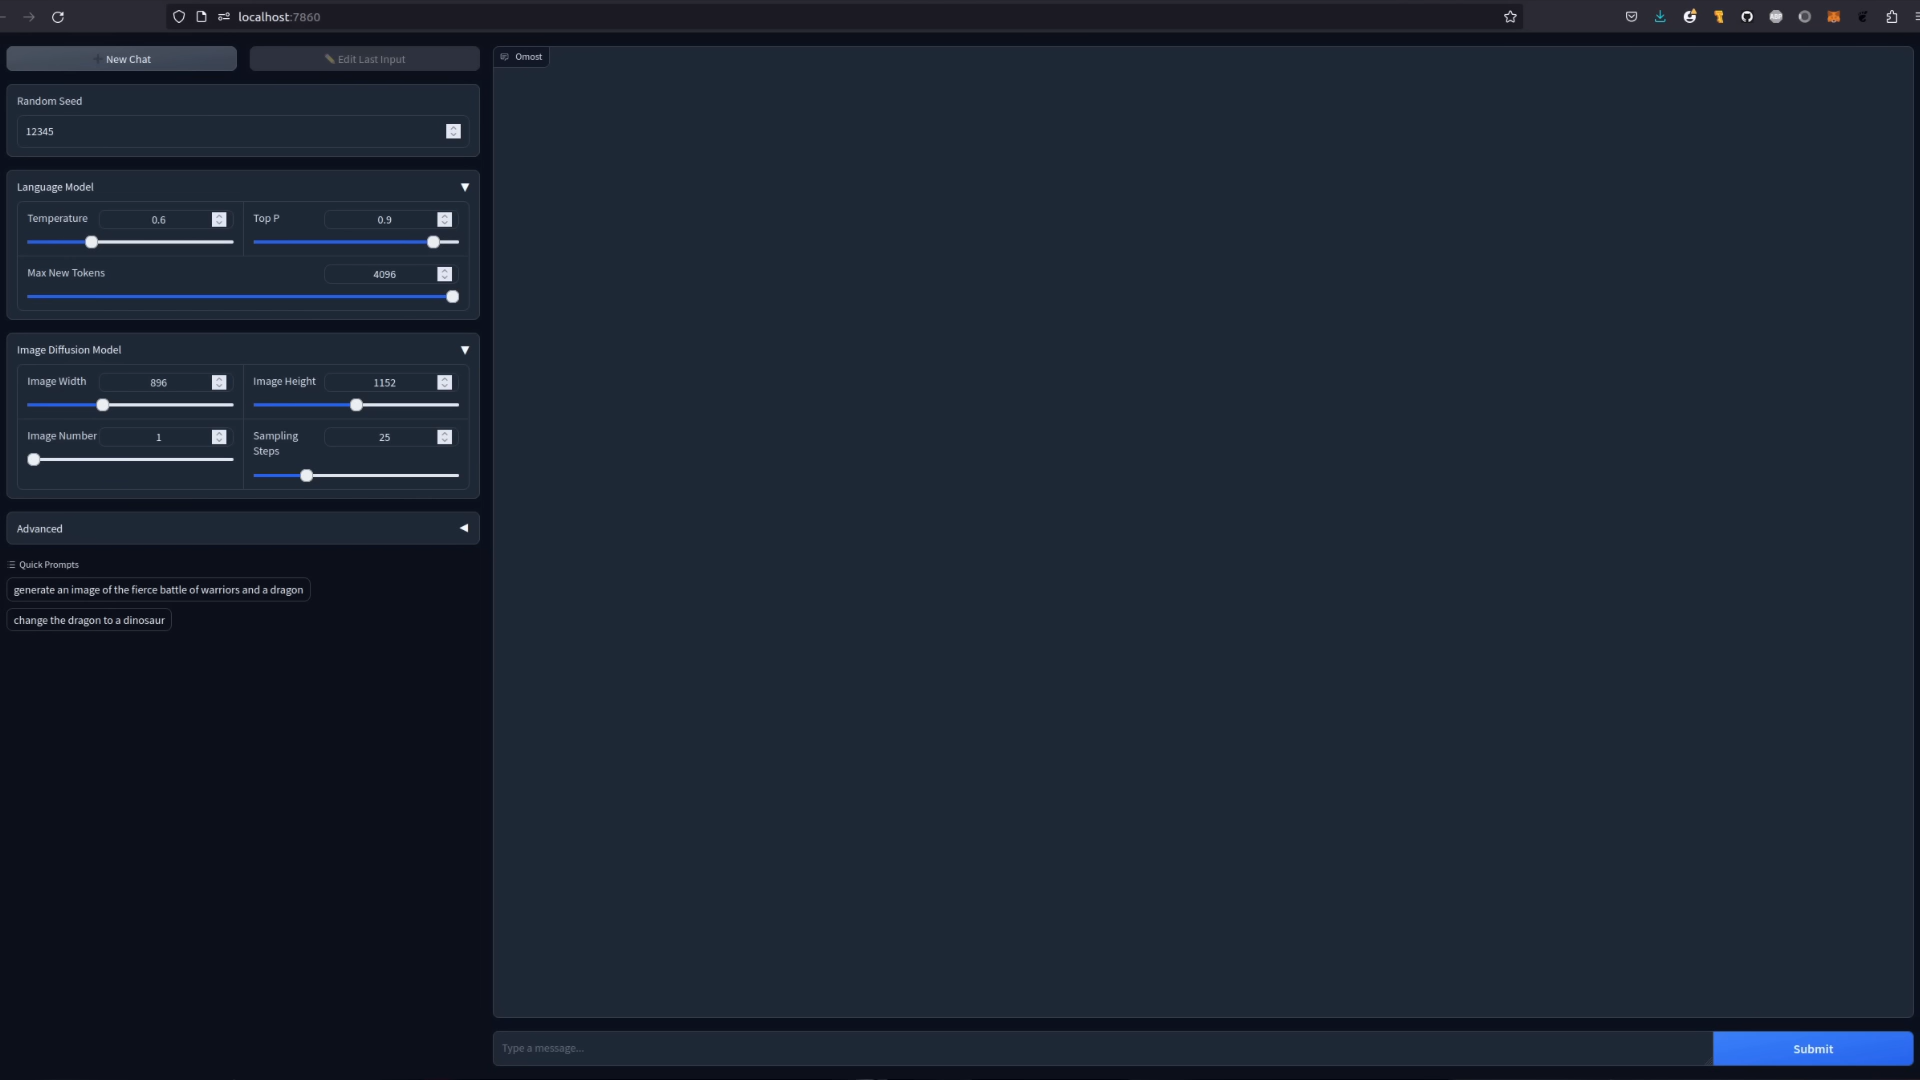 localhost:7860
New Chat
Edit Last Input
Omost
Random Seed
12345
Language Model
Temperature 0.6 Top P 0.9
Max New Tokens 4096
Image Diffusion Model
Image Width 896 Image Height 1152
Image Number 1 Sampling Steps 25
Advanced
Quick Prompts
generate an image of the fierce battle of warriors and a dragon
change the dragon to a dinosaur
Type a message...
Submit